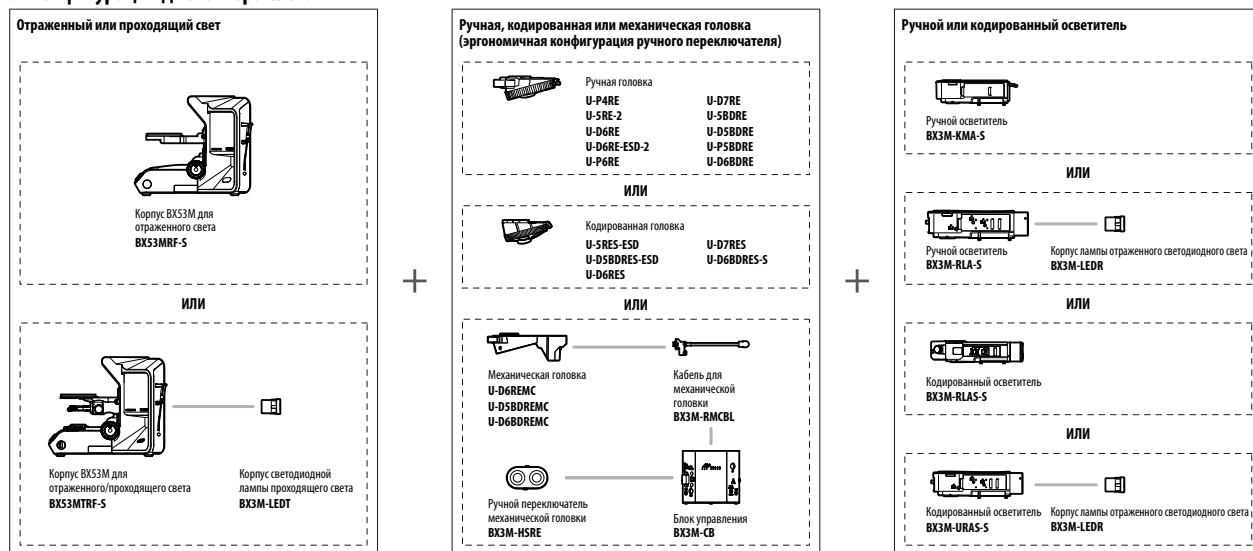 Отраженный или проходящий свет
Корпус BX53M для
отраженного света
BX53MRF-S
ИЛИ
Корпус BX53M для
отраженного/проходящего света
BX53MTRF-S
Корпус светодиодной
лампы проходящего света
BX3M-LEDT
+
Ручная, кодированная или механическая головка
(эргономичная конфигурация ручного переключателя)
Ручная головка
U-P4RE
U-5RE-2
U-D6RE
U-D6RE-ESD-2
U-P6RE
U-D7RE
U-5BDRE
U-D5BDRE
U-P5BDRE
U-D6BDRE
ИЛИ
Кодированная головка
U-5RES-ESD
U-D5BDRES-ESD
U-D6RES
U-D7RES
U-D6BDRES-S
ИЛИ
Механическая головка
U-D6REMC
U-D5BDREMC
U-D6BDREMC
Кабель для
механической
головки
BX3M-RMCBL
Ручной переключатель
механической головки
BX3M-HSRE
Блок управления
BX3M-CB
+
Ручной или кодированный осветитель
Ручной осветитель
BX3M-KMA-S
ИЛИ
Ручной осветитель
BX3M-RLA-S
Корпус лампы отраженного светодиодного света
BX3M-LEDR
ИЛИ
Кодированный осветитель
BX3M-RLAS-S
ИЛИ
Кодированный осветитель
BX3M-URAS-S
Корпус лампы отраженного светодиодного света
BX3M-LEDR